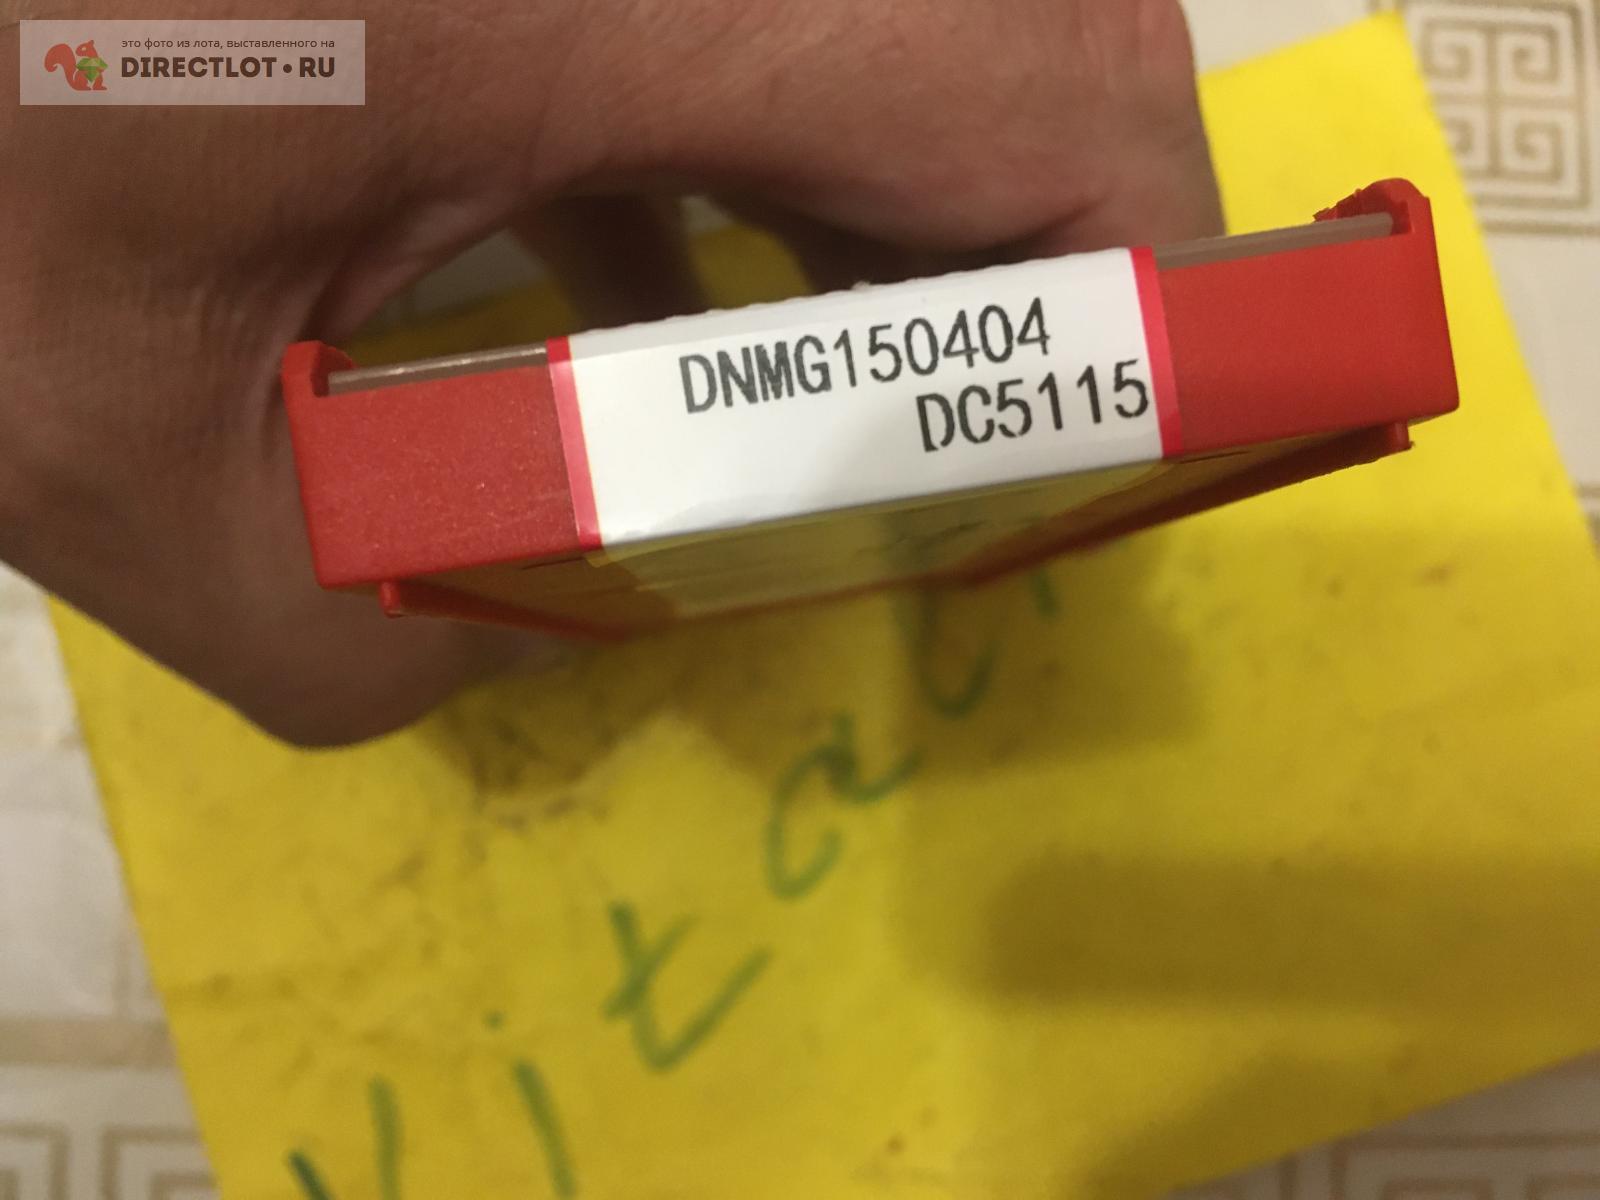 это фото из лота, выставленного на
DIRECTLOT•RU
DNMG150404
DC5115